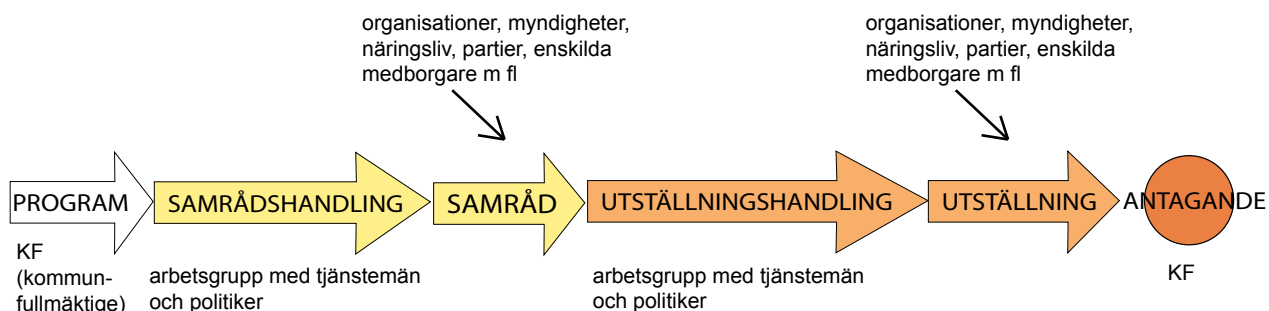 organisationer, myndigheter,
näringsliv, partier, enskilda
medborgare m fl
organisationer, myndigheter,
näringsliv, partier, enskilda
medborgare m fl
PROGRAM
SAMRÅDSHANDLING
SAMRÅD
UTSTÄLLNINGSHANDLING
UTSTÄLLNING
ANTAGANDE
KF
(kommun-
fullmäktige)
arbetsgrupp med tjänstemän
och politiker
arbetsgrupp med tjänstemän
och politiker
KF